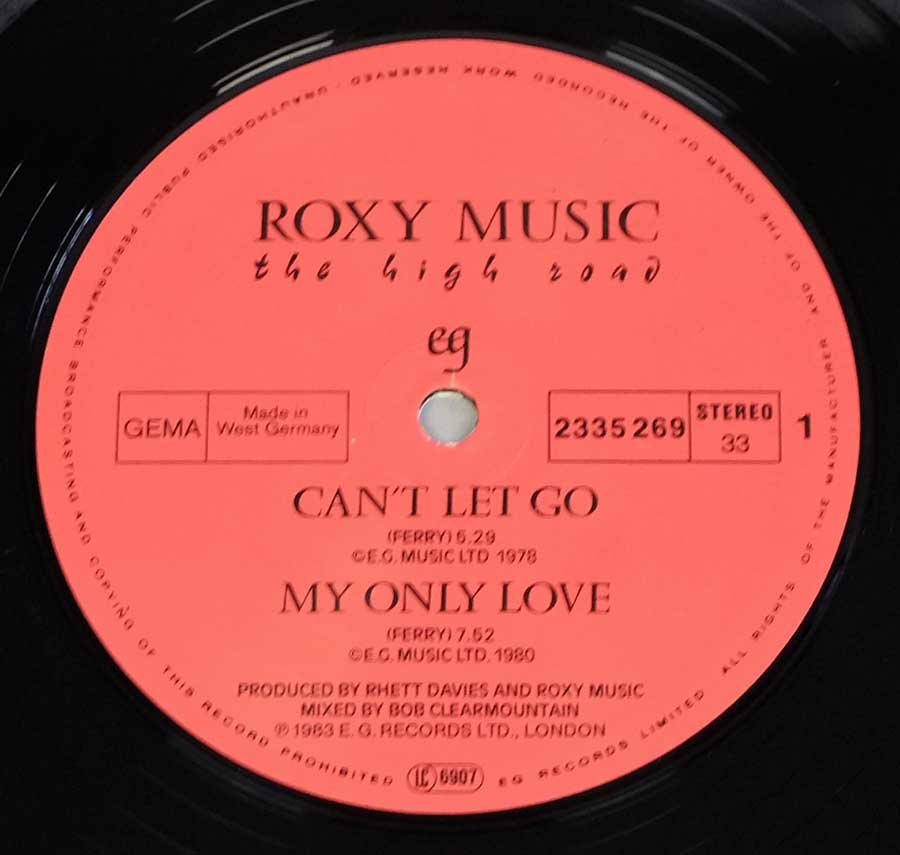 ROXY MUSIC
the high road
eg
GEMA
Made in
West Germany
2335 269
STEREO
33
1
CAN'T LET GO
(FERRY) 5.29
©E.G. MUSIC LTD 1978
MY ONLY LOVE
(FERRY) 7.52
©E.G. MUSIC LTD. 1980
PRODUCED BY RHETT DAVIES AND ROXY MUSIC
MIXED BY BOB CLEARMOUNTAIN
℗1983 E. G. RECORDS LTD., LONDON
LC 6907
EG RECORDS LIMITED ALL RIGHTS OF THE MANUFACTURER AND OF THE OWNER OF THE RECORDED WORK RESERVED · UNAUTHORISED PUBLIC PERFORMANCE BROADCASTING AND COPYING OF THIS RECORD PROHIBITED